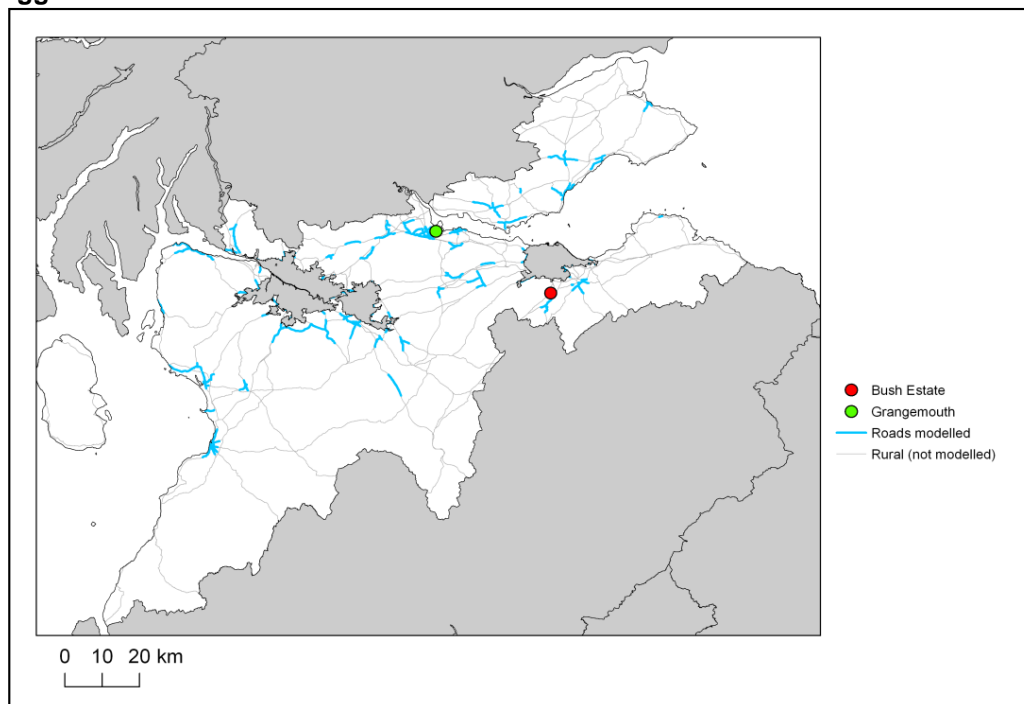 Bush Estate
Grangemouth
Roads modelled
Rural (not modelled)
0 10 20 km